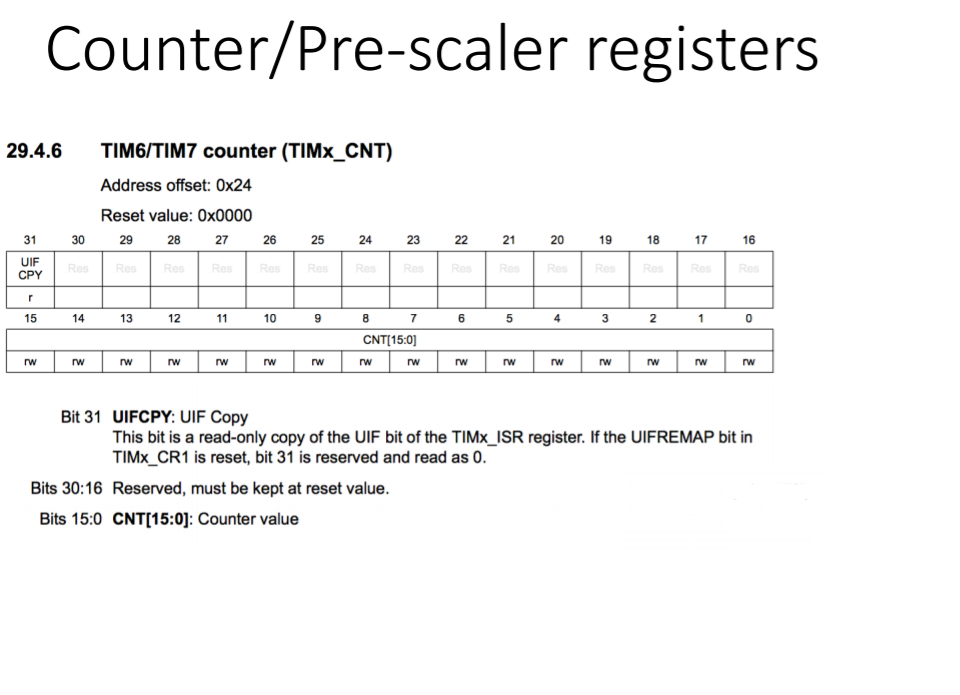 Counter/Pre-scaler registers
29.4.6 TIM6/TIM7 counter (TIMx_CNT)
Address offset: 0x24
Reset value: 0x0000
31 30 29 28 27 26 25 24 23 22 21 20 19 18 17 16
UIF
CPY Res Res Res Res Res Res Res Res Res Res Res Res Res Res Res
r
15 14 13 12 11 10 9 8 7 6 5 4 3 2 1 0
CNT[15:0]
rw rw rw rw rw rw rw rw rw rw rw rw rw rw rw rw
Bit 31 UIFCPY: UIF Copy
This bit is a read-only copy of the UIF bit of the TIMx_ISR register. If the UIFREMAP bit in
TIMx_CR1 is reset, bit 31 is reserved and read as 0.
Bits 30:16 Reserved, must be kept at reset value.
Bits 15:0 CNT[15:0]: Counter value